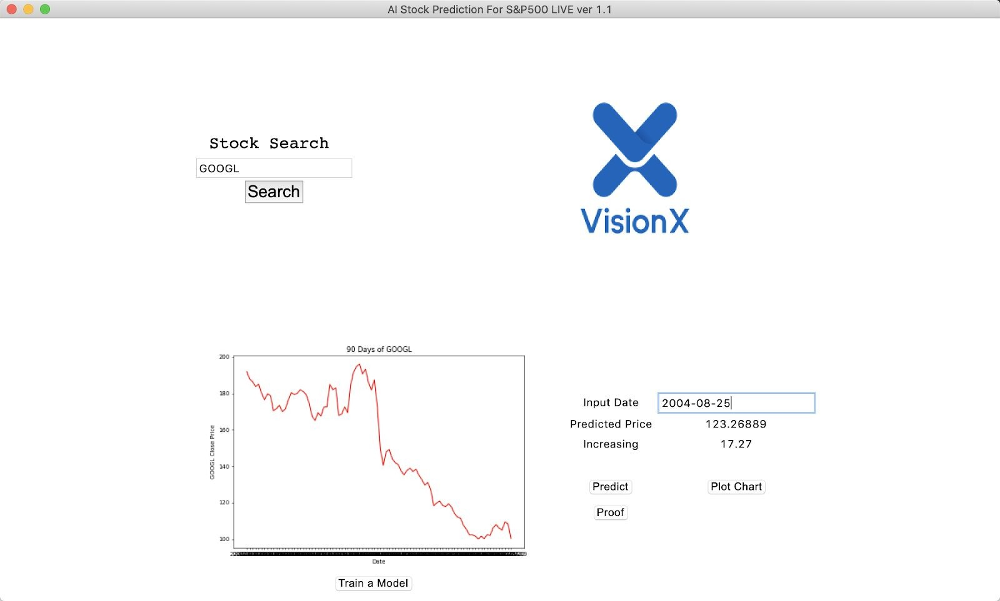 AI Stock Prediction For S&P500 LIVE ver 1.1
Stock Search
GOOGL
Search
VisionX
90 Days of GOOGL
200
180
160
140
120
100
GOOGL Close Price
Date
Train a Model
Input Date 2004-08-25
Predicted Price 123.26889
Increasing 17.27
Predict Plot Chart
Proof